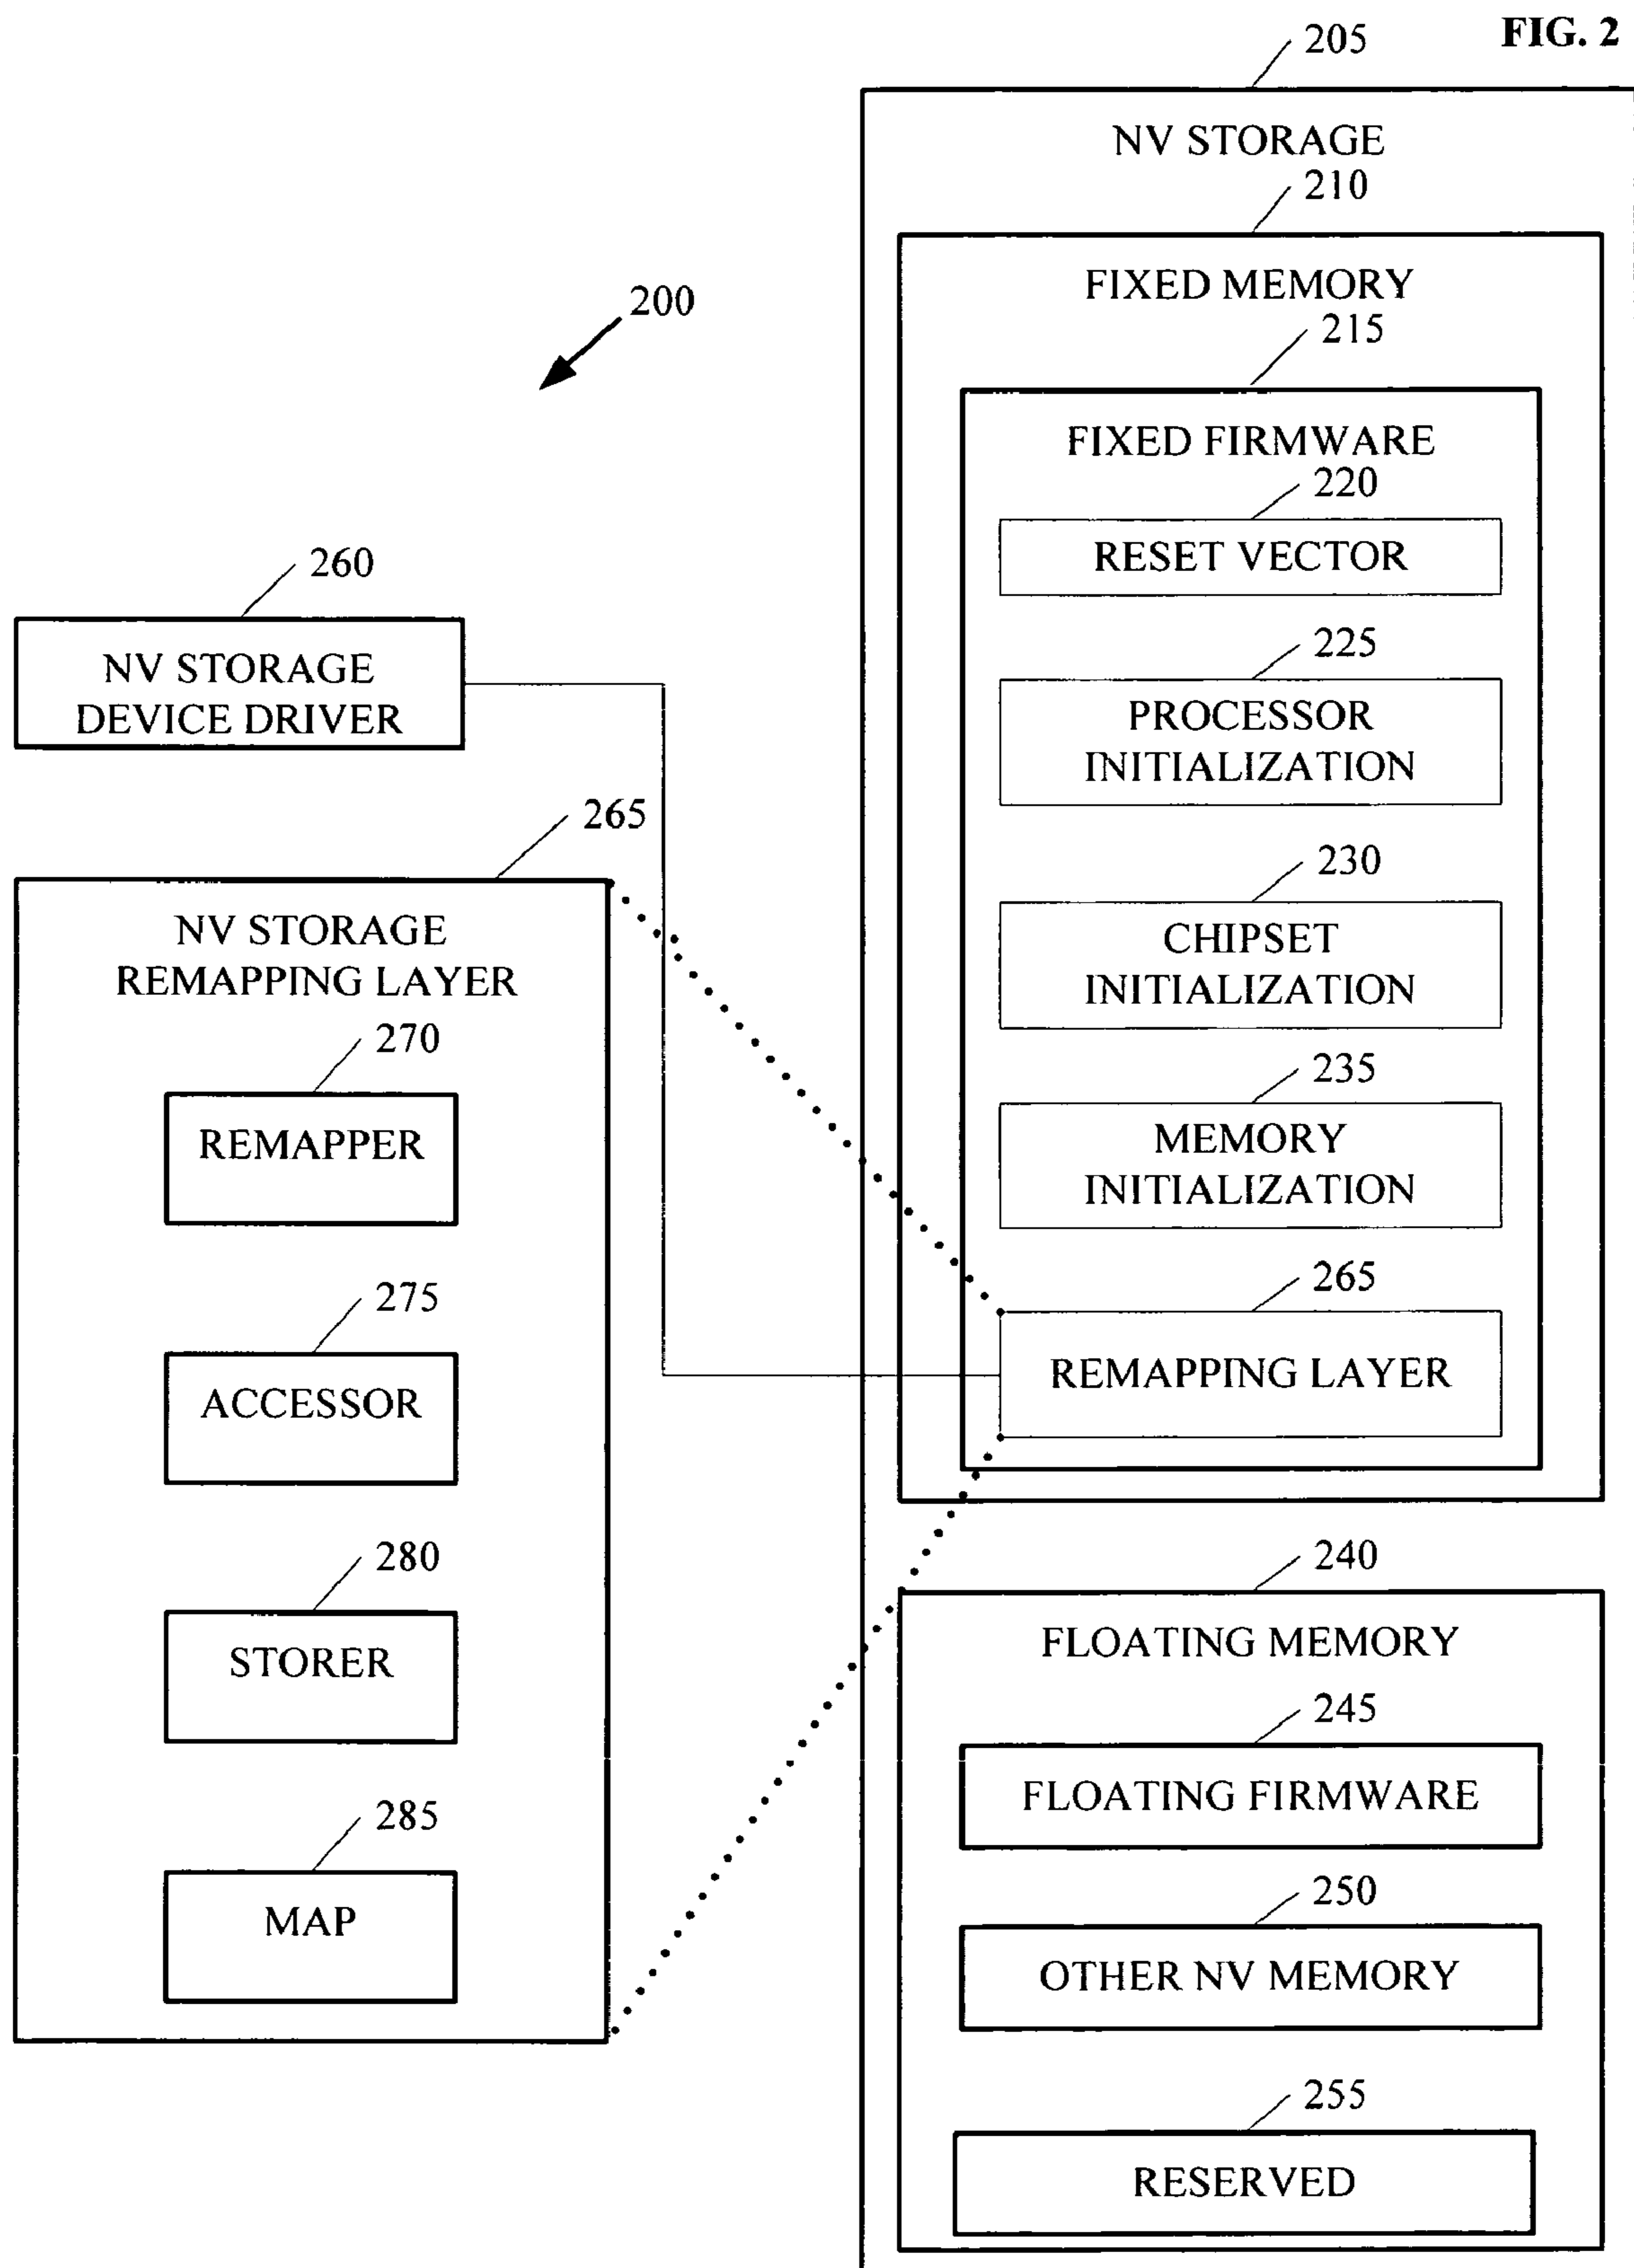 FIG. 2
205
NV STORAGE
210
FIXED MEMORY
215
FIXED FIRMWARE
220
RESET VECTOR
225
PROCESSOR
INITIALIZATION
230
CHIPSET
INITIALIZATION
235
MEMORY
INITIALIZATION
265
REMAPPING LAYER
240
FLOATING MEMORY
245
FLOATING FIRMWARE
250
OTHER NV MEMORY
255
RESERVED
200
260
NV STORAGE
DEVICE DRIVER
265
NV STORAGE
REMAPPING LAYER
270
REMAPPER
275
ACCESSOR
280
STORER
285
MAP